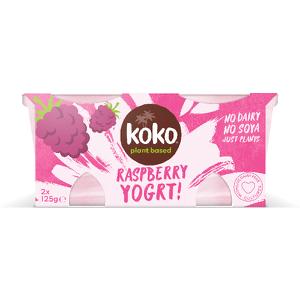 koko
plant based
RASPBERRY
YOGRT!
NO DAIRY
NO SOYA
JUST PLANTS
2x
125g e